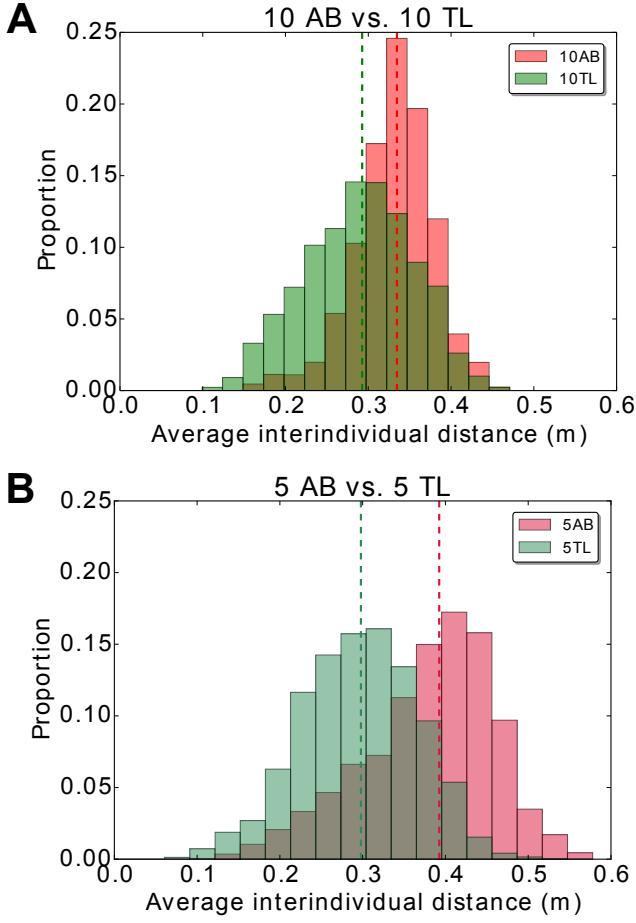 A
10 AB vs. 10 TL
0.25
0.20
0.15
0.10
0.05
0.00
Proportion
10AB
10TL
0.0 0.1 0.2 0.3 0.4 0.5 0.6
Average interindividual distance (m)
B
5 AB vs. 5 TL
0.25
0.20
0.15
0.10
0.05
0.00
Proportion
5AB
5TL
0.0 0.1 0.2 0.3 0.4 0.5 0.6
Average interindividual distance (m)